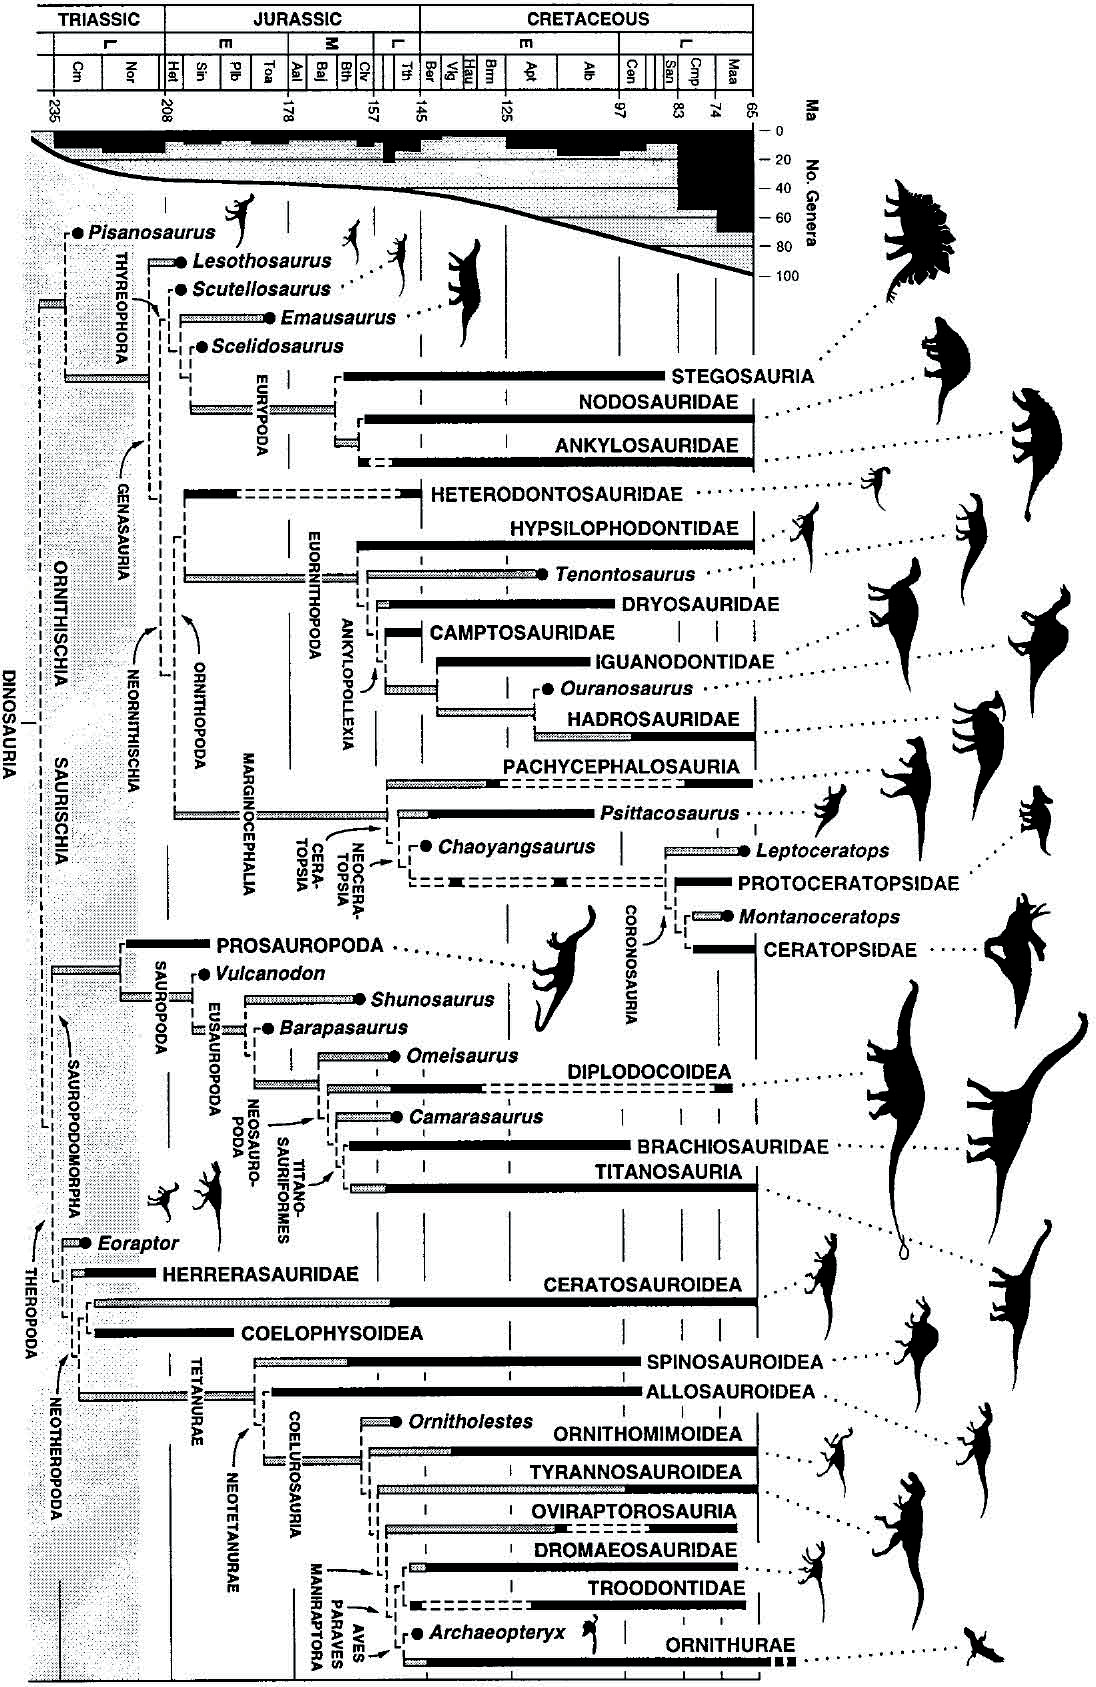 TRIASSIC
JURASSIC
CRETACEOUS
L
E
M
L
E
L
Crn
Nor
Het
Sin
Plb
Toa
Aal
Baj
Bth
Clv
Tth
Ber
Vlg
Hau
Brm
Apt
Alb
Cen
San
Cmp
Maa
235
208
178
157
145
125
97
83
74
65
Ma
0
20
40
60
80
100
No. Genera
Pisanosaurus
Lesothosaurus
THYREOPHORA
Scutellosaurus
Emausaurus
Scelidosaurus
STEGOSAURIA
EURYPODA
NODOSAURIDAE
ANKYLOSAURIDAE
GENASAURIA
HETERODONTOSAURIDAE
HYPSILOPHODONTIDAE
EUORNITHOPODA
Tenontosaurus
DRYOSAURIDAE
ANKYLOPOLLEXIA
CAMPTOSAURIDAE
IGUANODONTIDAE
Ouranosaurus
HADROSAURIDAE
ORNITHISCHIA
NEORNITHISCHIA
ORNITHOPODA
DINOSAURIA
SAURISCHIA
MARGINOCEPHALIA
PACHYCEPHALOSAURIA
Psittacosaurus
CERA-
TOPSIA
NEOCERA-
TOPSIA
Chaoyangsaurus
Leptoceratops
PROTOCERATOPSIDAE
Montanoceratops
CORONOSAURIA
CERATOPSIDAE
PROSAUROPODA
Vulcanodon
SAUROPODA
Shunosaurus
EUSAUROPODA
Barapasaurus
Omeisaurus
DIPLODOCOIDEA
SAUROPODOMORPHA
Camarasaurus
NEOSAURO-
PODA
BRACHIOSAURIDAE
TITANO-
SAURIFORMES
TITANOSAURIA
Eoraptor
HERRERASAURIDAE
THEROPODA
CERATOSAUROIDEA
COELOPHYSOIDEA
SPINOSAUROIDEA
TETANURAE
ALLOSAUROIDEA
NEOTHEROPODA
Ornitholestes
COELUROSAURIA
ORNITHOMIMOIDEA
TYRANNOSAUROIDEA
NEOTETANURAE
OVIRAPTOROSAURIA
DROMAEOSAURIDAE
MANIRAPTORA
TROODONTIDAE
PARAVES
Archaeopteryx
AVES
ORNITHURAE